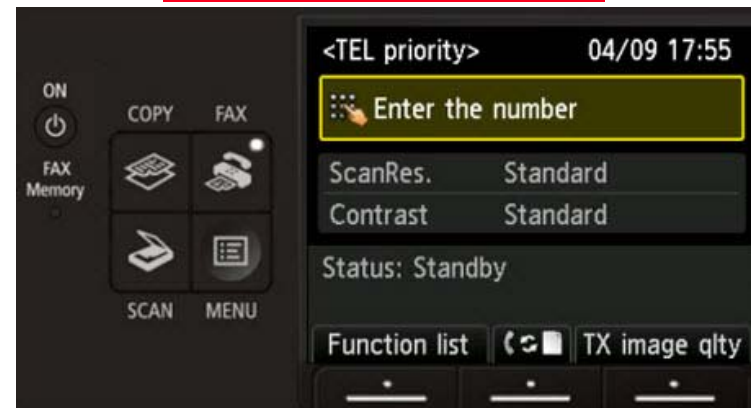 ON
COPY FAX
FAX
Memory
SCAN MENU
<TEL priority> 04/09 17:55
Enter the number
ScanRes. Standard
Contrast Standard
Status: Standby
Function list TX image qlty